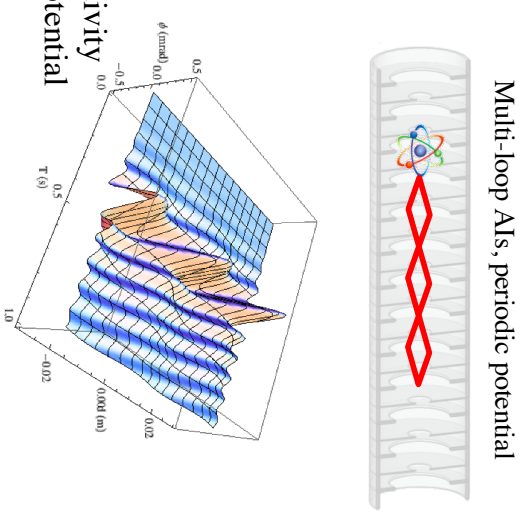 Multi-loop AIs, periodic potential
ivity
otential
ϕ (mrad)
0.5
0.0
−0.5
0.0
0.5
1.0
T (s)
−0.02
0.00
0.02
d (m)